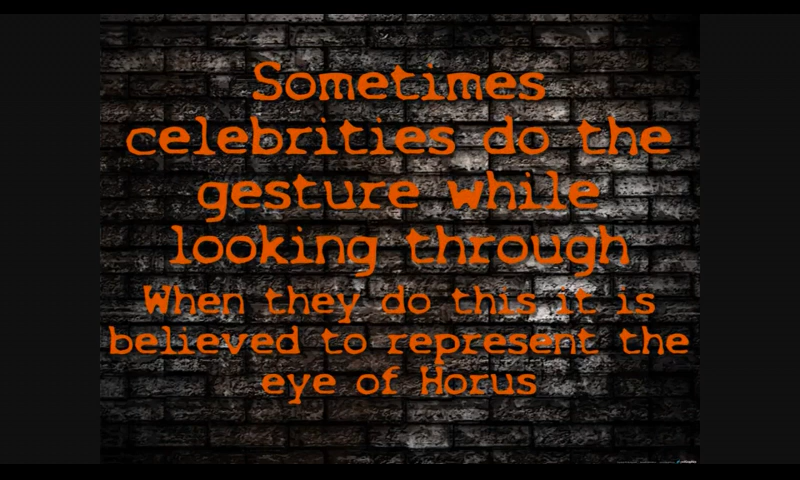 Sometimes
celebrities do the
gesture while
looking through
When they do this it is
believed to represent the
eye of Horus